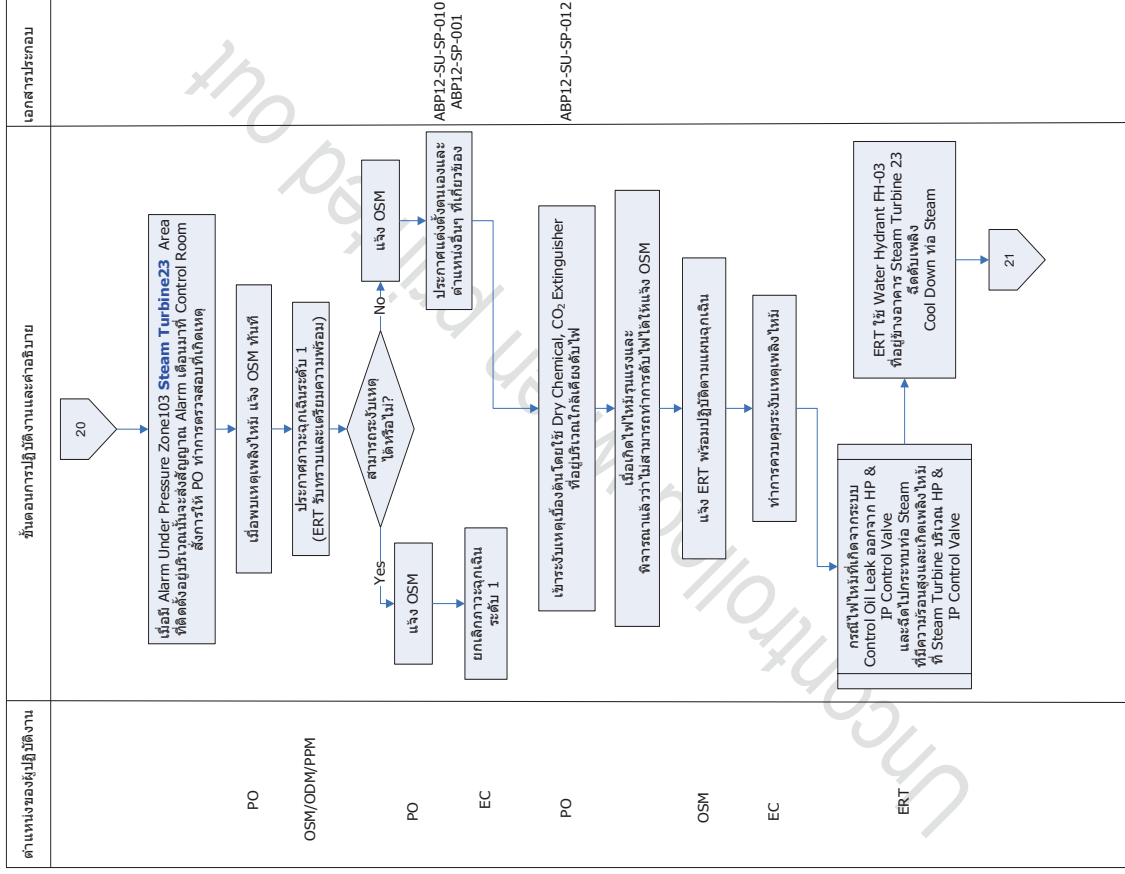 ตำแหน่งของผู้ปฏิบัติงาน
ขั้นตอนการปฏิบัติงานและคำอธิบาย
เอกสารประกอบ
20
เมื่อมี Alarm Under Pressure Zone103 Steam Turbine23 Area
ที่ติดตั้งอยู่บริเวณนั้นจะส่งสัญญาณ Alarm เตือนมาที่ Control Room
สั่งการให้ PO ทำการตรวจสอบที่เกิดเหตุ
PO
เมื่อพบเหตุเพลิงไหม้ แจ้ง OSM ทันที
OSM/ODM/PPM
ประกาศภาวะฉุกเฉินระดับ 1
(ERT รับทราบและเตรียมความพร้อม)
สามารถระงับเหตุ
ได้หรือไม่?
Yes
No
PO
แจ้ง OSM
แจ้ง OSM
EC
ยกเลิกภาวะฉุกเฉิน
ระดับ 1
ประกาศแต่งตั้งตนเองและ
ตำแหน่งอื่นๆ ที่เกี่ยวข้อง
ABP12-SU-SP-010
ABP12-SP-001
PO
เข้าระงับเหตุเบื้องต้นโดยใช้ Dry Chemical, CO₂ Extinguisher
ที่อยู่บริเวณใกล้เคียงดับไฟ
ABP12-SU-SP-012
เมื่อเกิดไฟไหม้รุนแรงและ
พิจารณาแล้วว่าไม่สามารถทำการดับไฟได้ให้แจ้ง OSM
OSM
แจ้ง ERT พร้อมปฏิบัติตามแผนฉุกเฉิน
EC
ทำการควบคุมระงับเหตุเพลิงไหม้
ERT
กรณีไฟไหม้ที่เกิดจากระบบ
Control Oil Leak ออกจาก HP &
IP Control Valve
และฉีดไปกระทบท่อ Steam
ที่มีความร้อนสูงและเกิดเพลิงไหม้
ที่ Steam Turbine บริเวณ HP &
IP Control Valve
ERT ใช้ Water Hydrant FH-03
ที่อยู่ข้างอาคาร Steam Turbine 23
ฉีดดับเพลิง
Cool Down ท่อ Steam
21
Uncontrolled when printed out